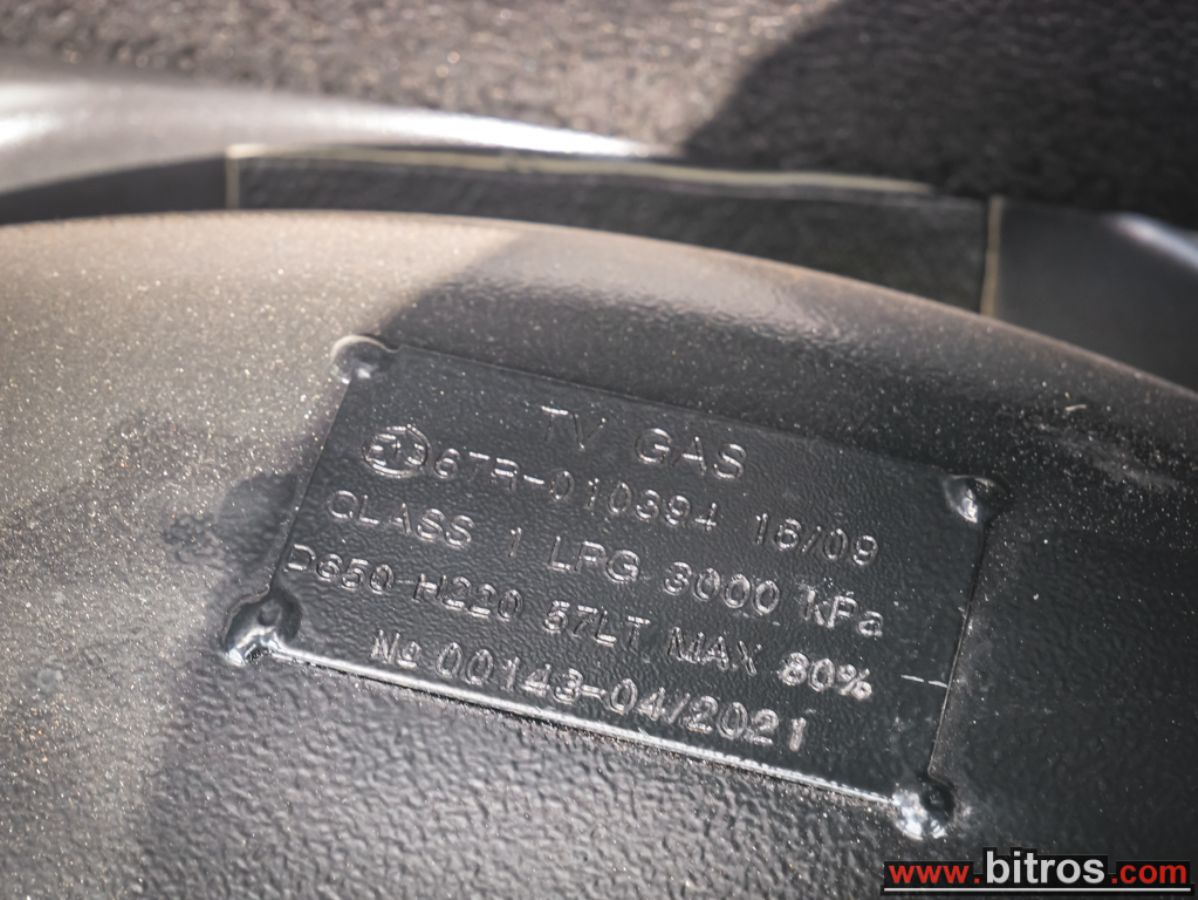 TV GAS
67R-010394 16/09
CLASS 1 LPG 3000 kPa
D650-H220 57LT MAX 80%
№ 00143-04/2021
www.bitros.com